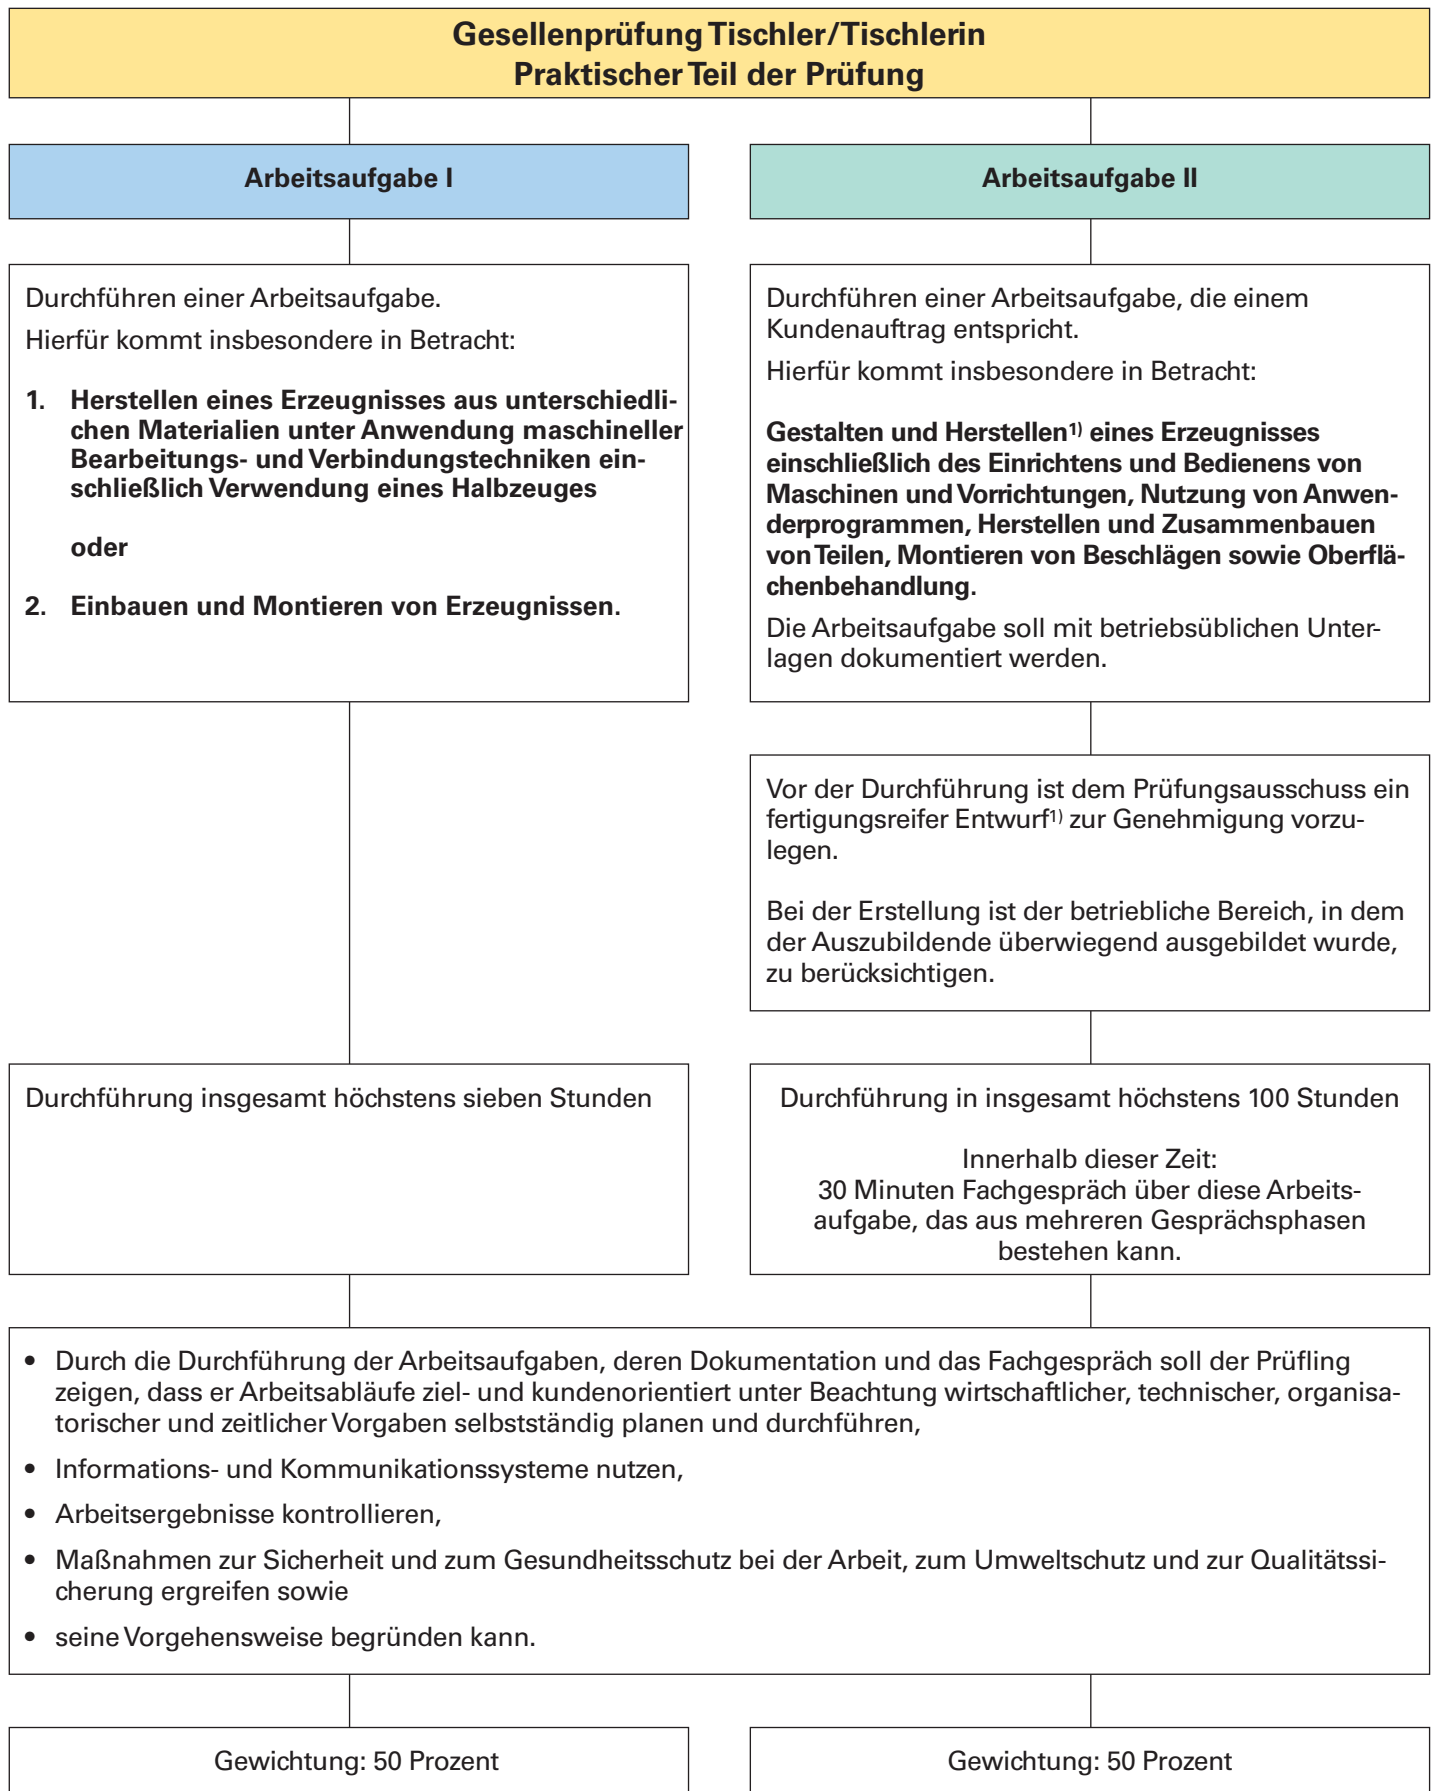 Gesellenprüfung Tischler/Tischlerin
Praktischer Teil der Prüfung
Arbeitsaufgabe I
Durchführen einer Arbeitsaufgabe.
Hierfür kommt insbesondere in Betracht:
1. Herstellen eines Erzeugnisses aus unterschiedli-
chen Materialien unter Anwendung maschineller
Bearbeitungs- und Verbindungstechniken ein-
schließlich Verwendung eines Halbzeuges
oder
2. Einbauen und Montieren von Erzeugnissen.
Arbeitsaufgabe II
Durchführen einer Arbeitsaufgabe, die einem
Kundenauftrag entspricht.
Hierfür kommt insbesondere in Betracht:
Gestalten und Herstellen¹⁾ eines Erzeugnisses
einschließlich des Einrichtens und Bedienens von
Maschinen und Vorrichtungen, Nutzung von Anwen-
derprogrammen, Herstellen und Zusammenbauen
von Teilen, Montieren von Beschlägen sowie Oberflä-
chenbehandlung.
Die Arbeitsaufgabe soll mit betriebsüblichen Unter-
lagen dokumentiert werden.
Vor der Durchführung ist dem Prüfungsausschuss ein
fertigungsreifer Entwurf¹⁾ zur Genehmigung vorzu-
legen.
Bei der Erstellung ist der betriebliche Bereich, in dem
der Auszubildende überwiegend ausgebildet wurde,
zu berücksichtigen.
Durchführung insgesamt höchstens sieben Stunden
Durchführung in insgesamt höchstens 100 Stunden
Innerhalb dieser Zeit:
30 Minuten Fachgespräch über diese Arbeits-
aufgabe, das aus mehreren Gesprächsphasen
bestehen kann.
• Durch die Durchführung der Arbeitsaufgaben, deren Dokumentation und das Fachgespräch soll der Prüfling
zeigen, dass er Arbeitsabläufe ziel- und kundenorientiert unter Beachtung wirtschaftlicher, technischer, organisa-
torischer und zeitlicher Vorgaben selbstständig planen und durchführen,
• Informations- und Kommunikationssysteme nutzen,
• Arbeitsergebnisse kontrollieren,
• Maßnahmen zur Sicherheit und zum Gesundheitsschutz bei der Arbeit, zum Umweltschutz und zur Qualitätssi-
cherung ergreifen sowie
• seine Vorgehensweise begründen kann.
Gewichtung: 50 Prozent
Gewichtung: 50 Prozent